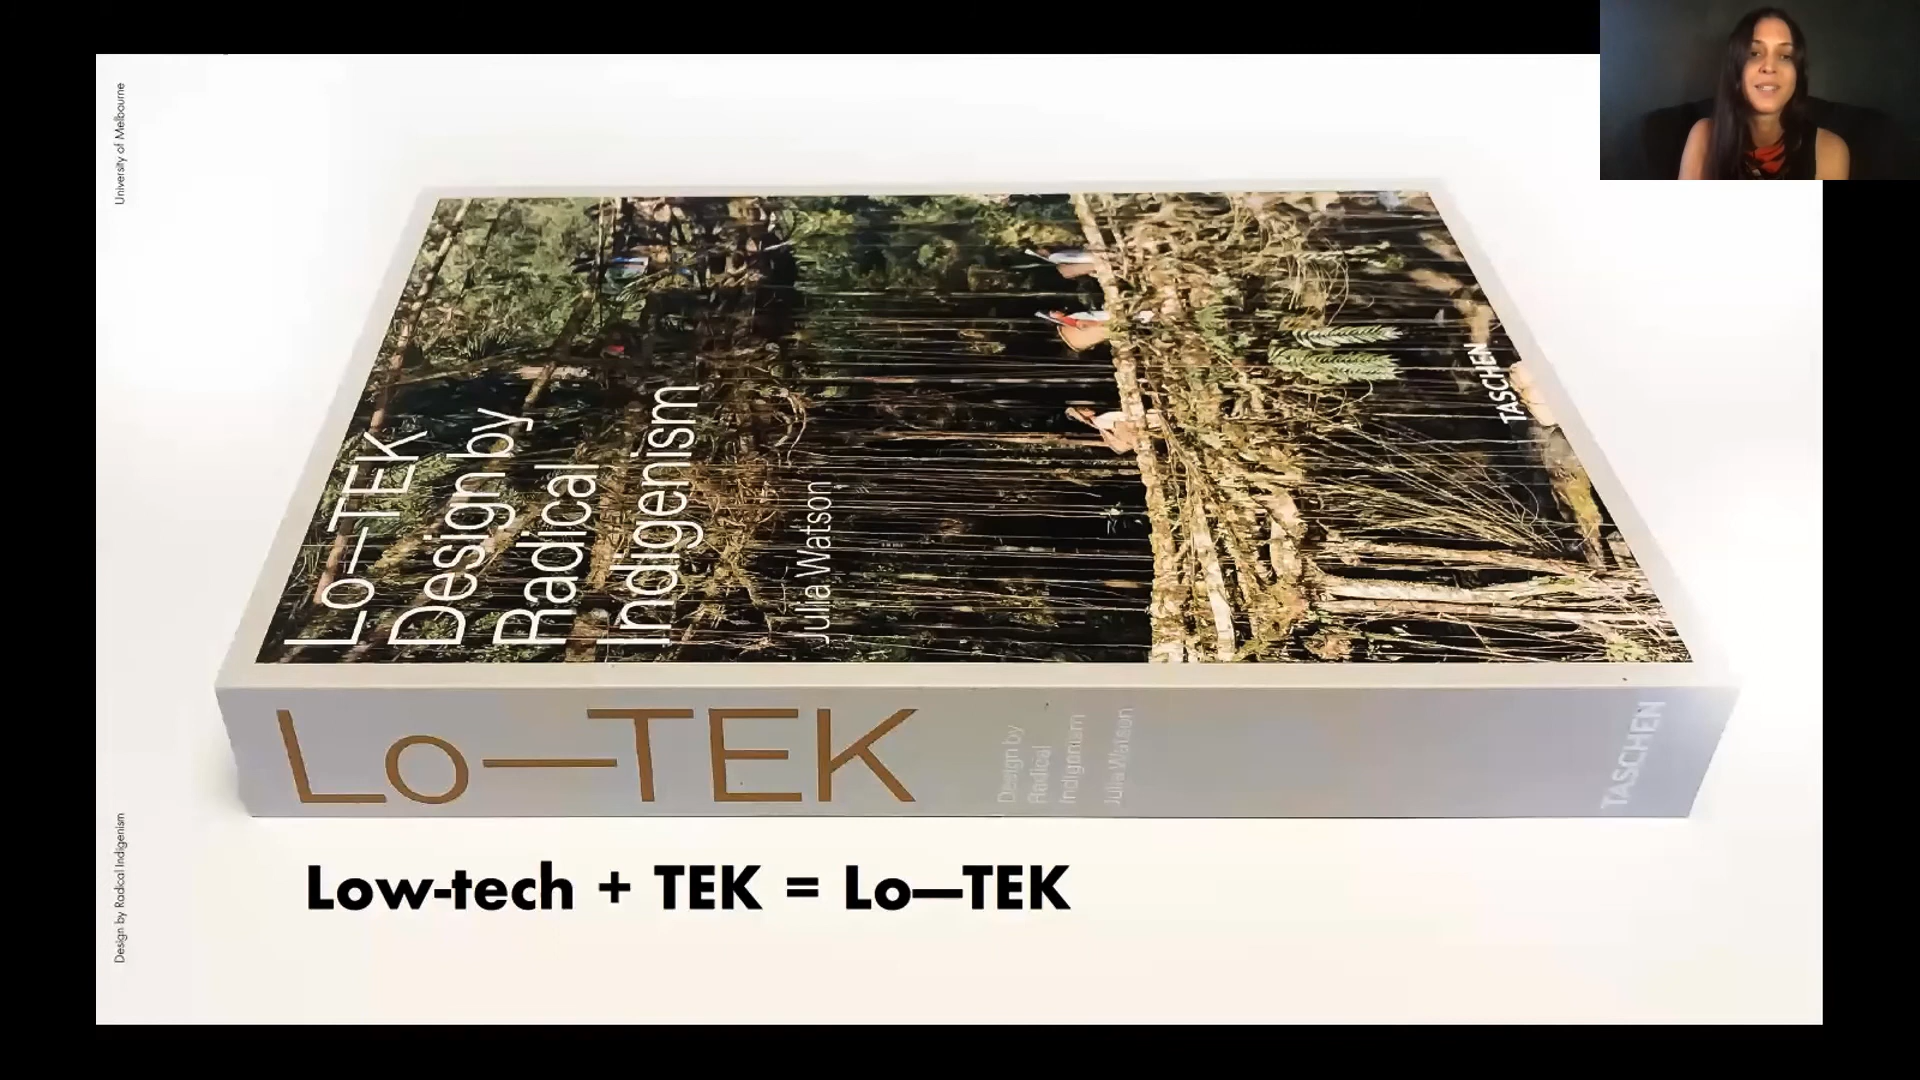 University of Melbourne
Design by Radical Indigenism
Lo—TEK
Design by
Radical
Indigenism
Julia Watson
TASCHEN
Lo—TEK
Design by
Radical
Indigenism
Julia Watson
TASCHEN
Low-tech + TEK = Lo—TEK